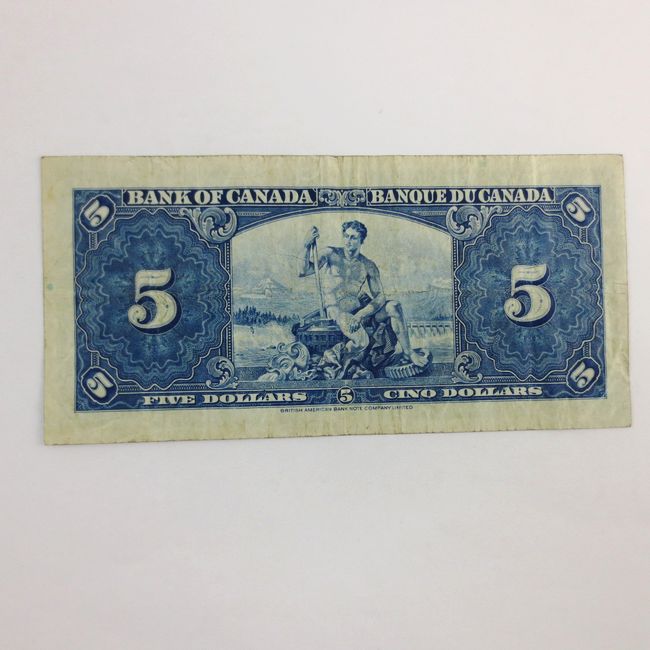 BANK OF CANADA BANQUE DU CANADA
5 5
5 5
5 5
FIVE DOLLARS 5 CINQ DOLLARS
BRITISH AMERICAN BANK NOTE COMPANY LIMITED